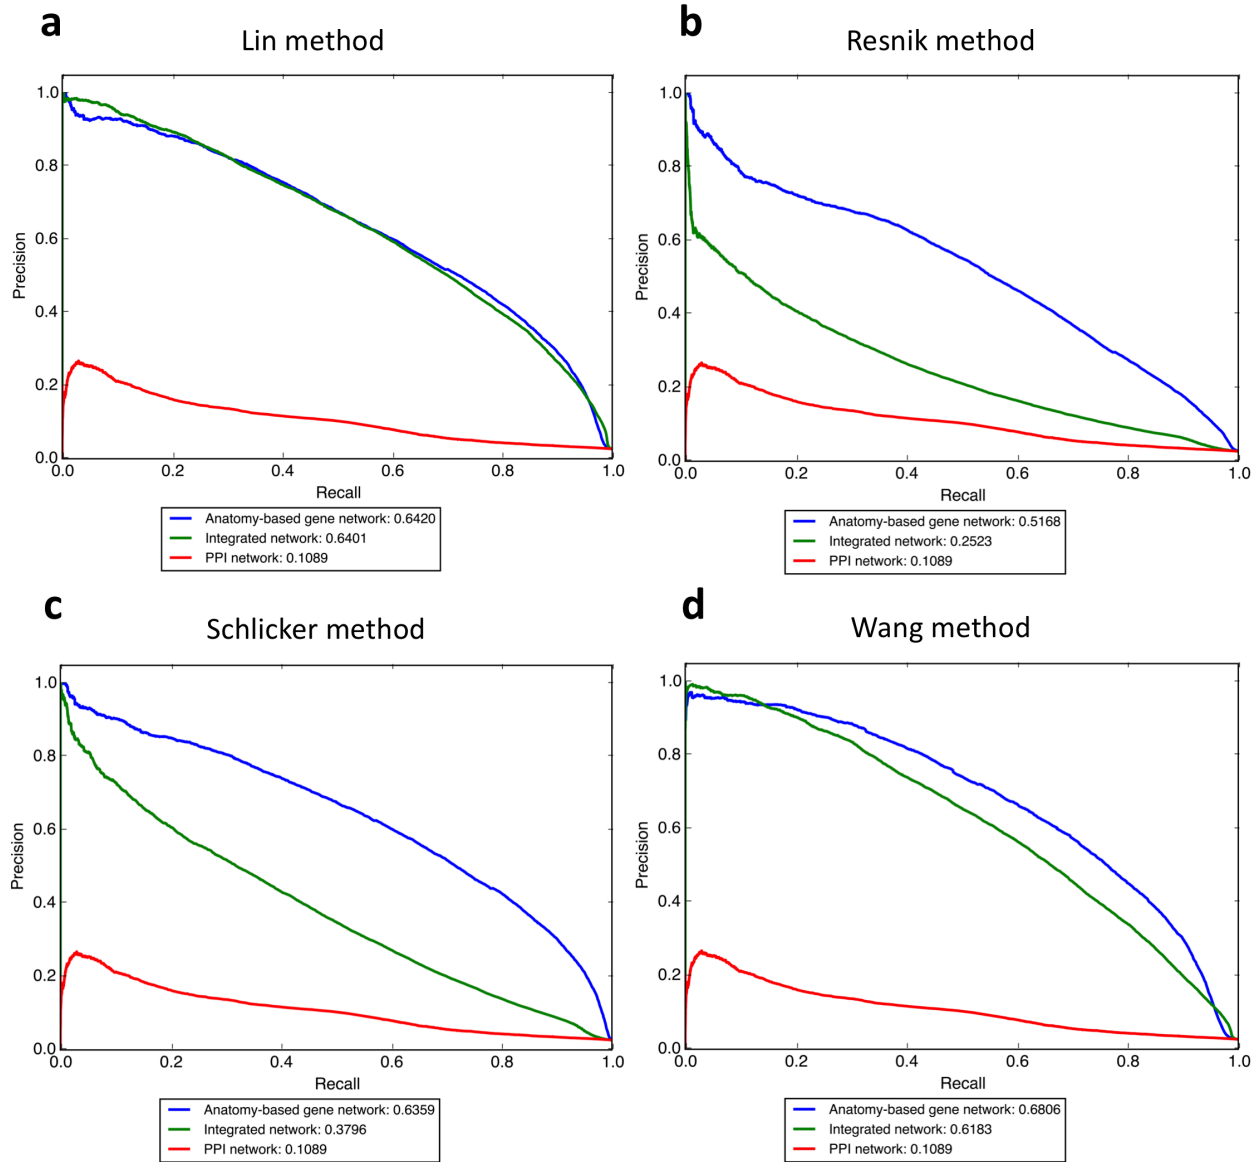 a
Lin method
1.0
0.8
0.6
0.4
0.2
0.0
Precision
0.0 0.2 0.4 0.6 0.8 1.0
Recall
Anatomy-based gene network: 0.6420
Integrated network: 0.6401
PPI network: 0.1089
b
Resnik method
1.0
0.8
0.6
0.4
0.2
0.0
Precision
0.0 0.2 0.4 0.6 0.8 1.0
Recall
Anatomy-based gene network: 0.5168
Integrated network: 0.2523
PPI network: 0.1089
c
Schlicker method
1.0
0.8
0.6
0.4
0.2
0.0
Precision
0.0 0.2 0.4 0.6 0.8 1.0
Recall
Anatomy-based gene network: 0.6359
Integrated network: 0.3796
PPI network: 0.1089
d
Wang method
1.0
0.8
0.6
0.4
0.2
0.0
Precision
0.0 0.2 0.4 0.6 0.8 1.0
Recall
Anatomy-based gene network: 0.6806
Integrated network: 0.6183
PPI network: 0.1089